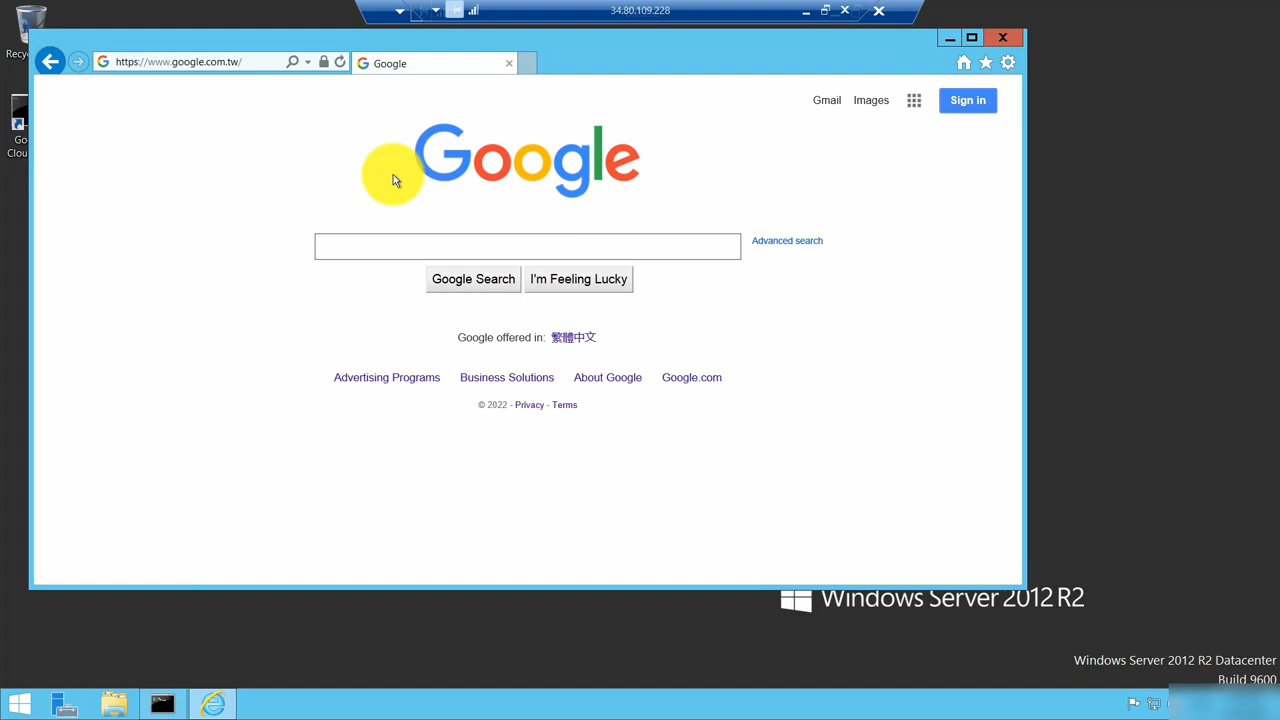 34.80.109.228
https://www.google.com.tw/
Google
Gmail Images Sign in
Google
Advanced search
Google Search I'm Feeling Lucky
Google offered in: 繁體中文
Advertising Programs Business Solutions About Google Google.com
© 2022 - Privacy - Terms
Windows Server 2012 R2
Windows Server 2012 R2 Datacenter
Build 9600